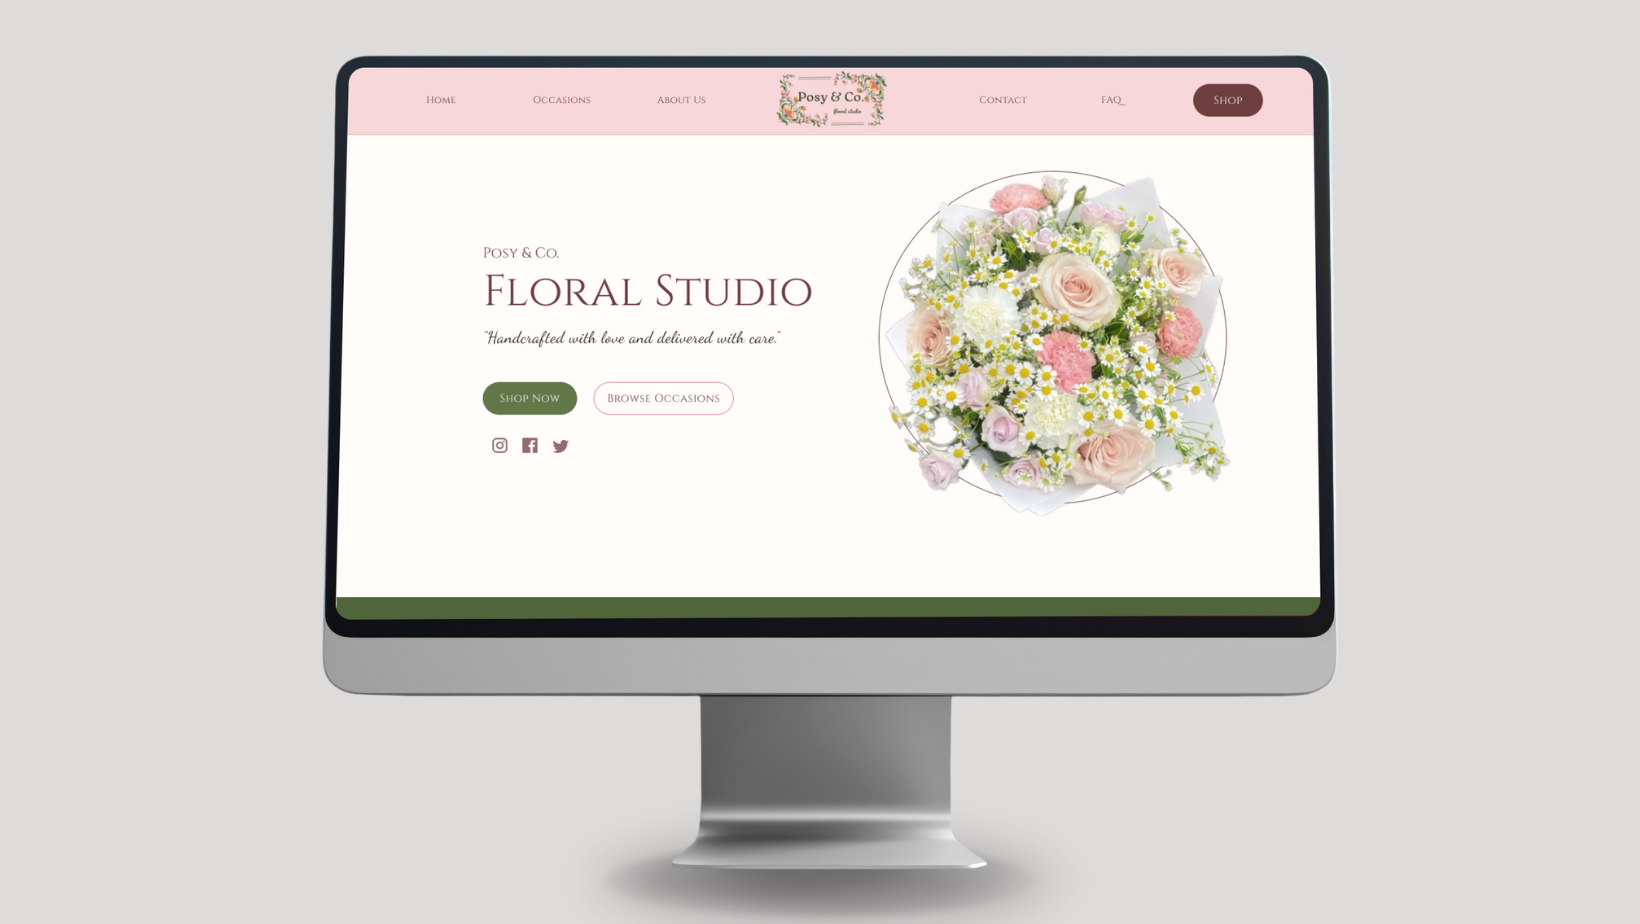 Home
Occasions
About Us
Posy & Co.
floral studio
Contact
FAQ
Shop
Posy & Co.
Floral Studio
"Handcrafted with love and delivered with care."
Shop Now
Browse Occasions